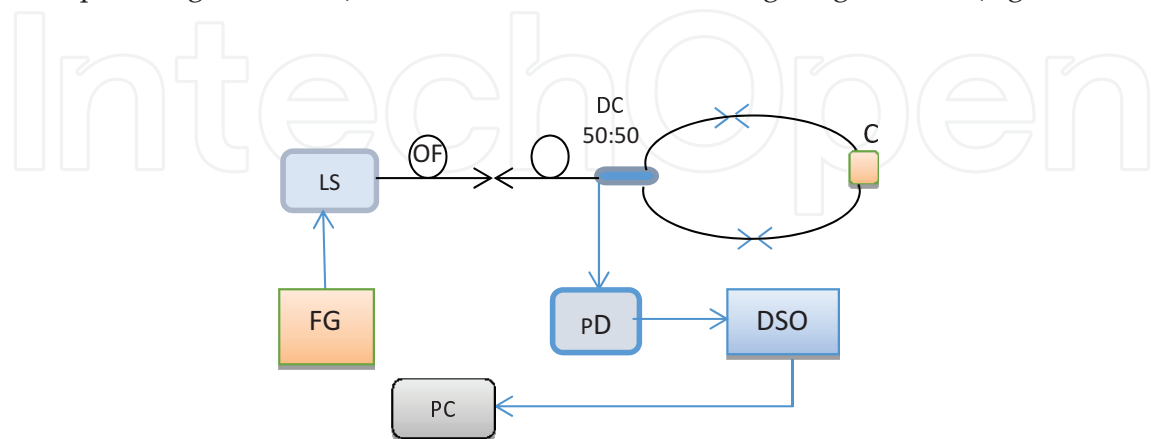 IntechOpen
DC
50:50
OF
C
LS
FG
PD
DSO
PC